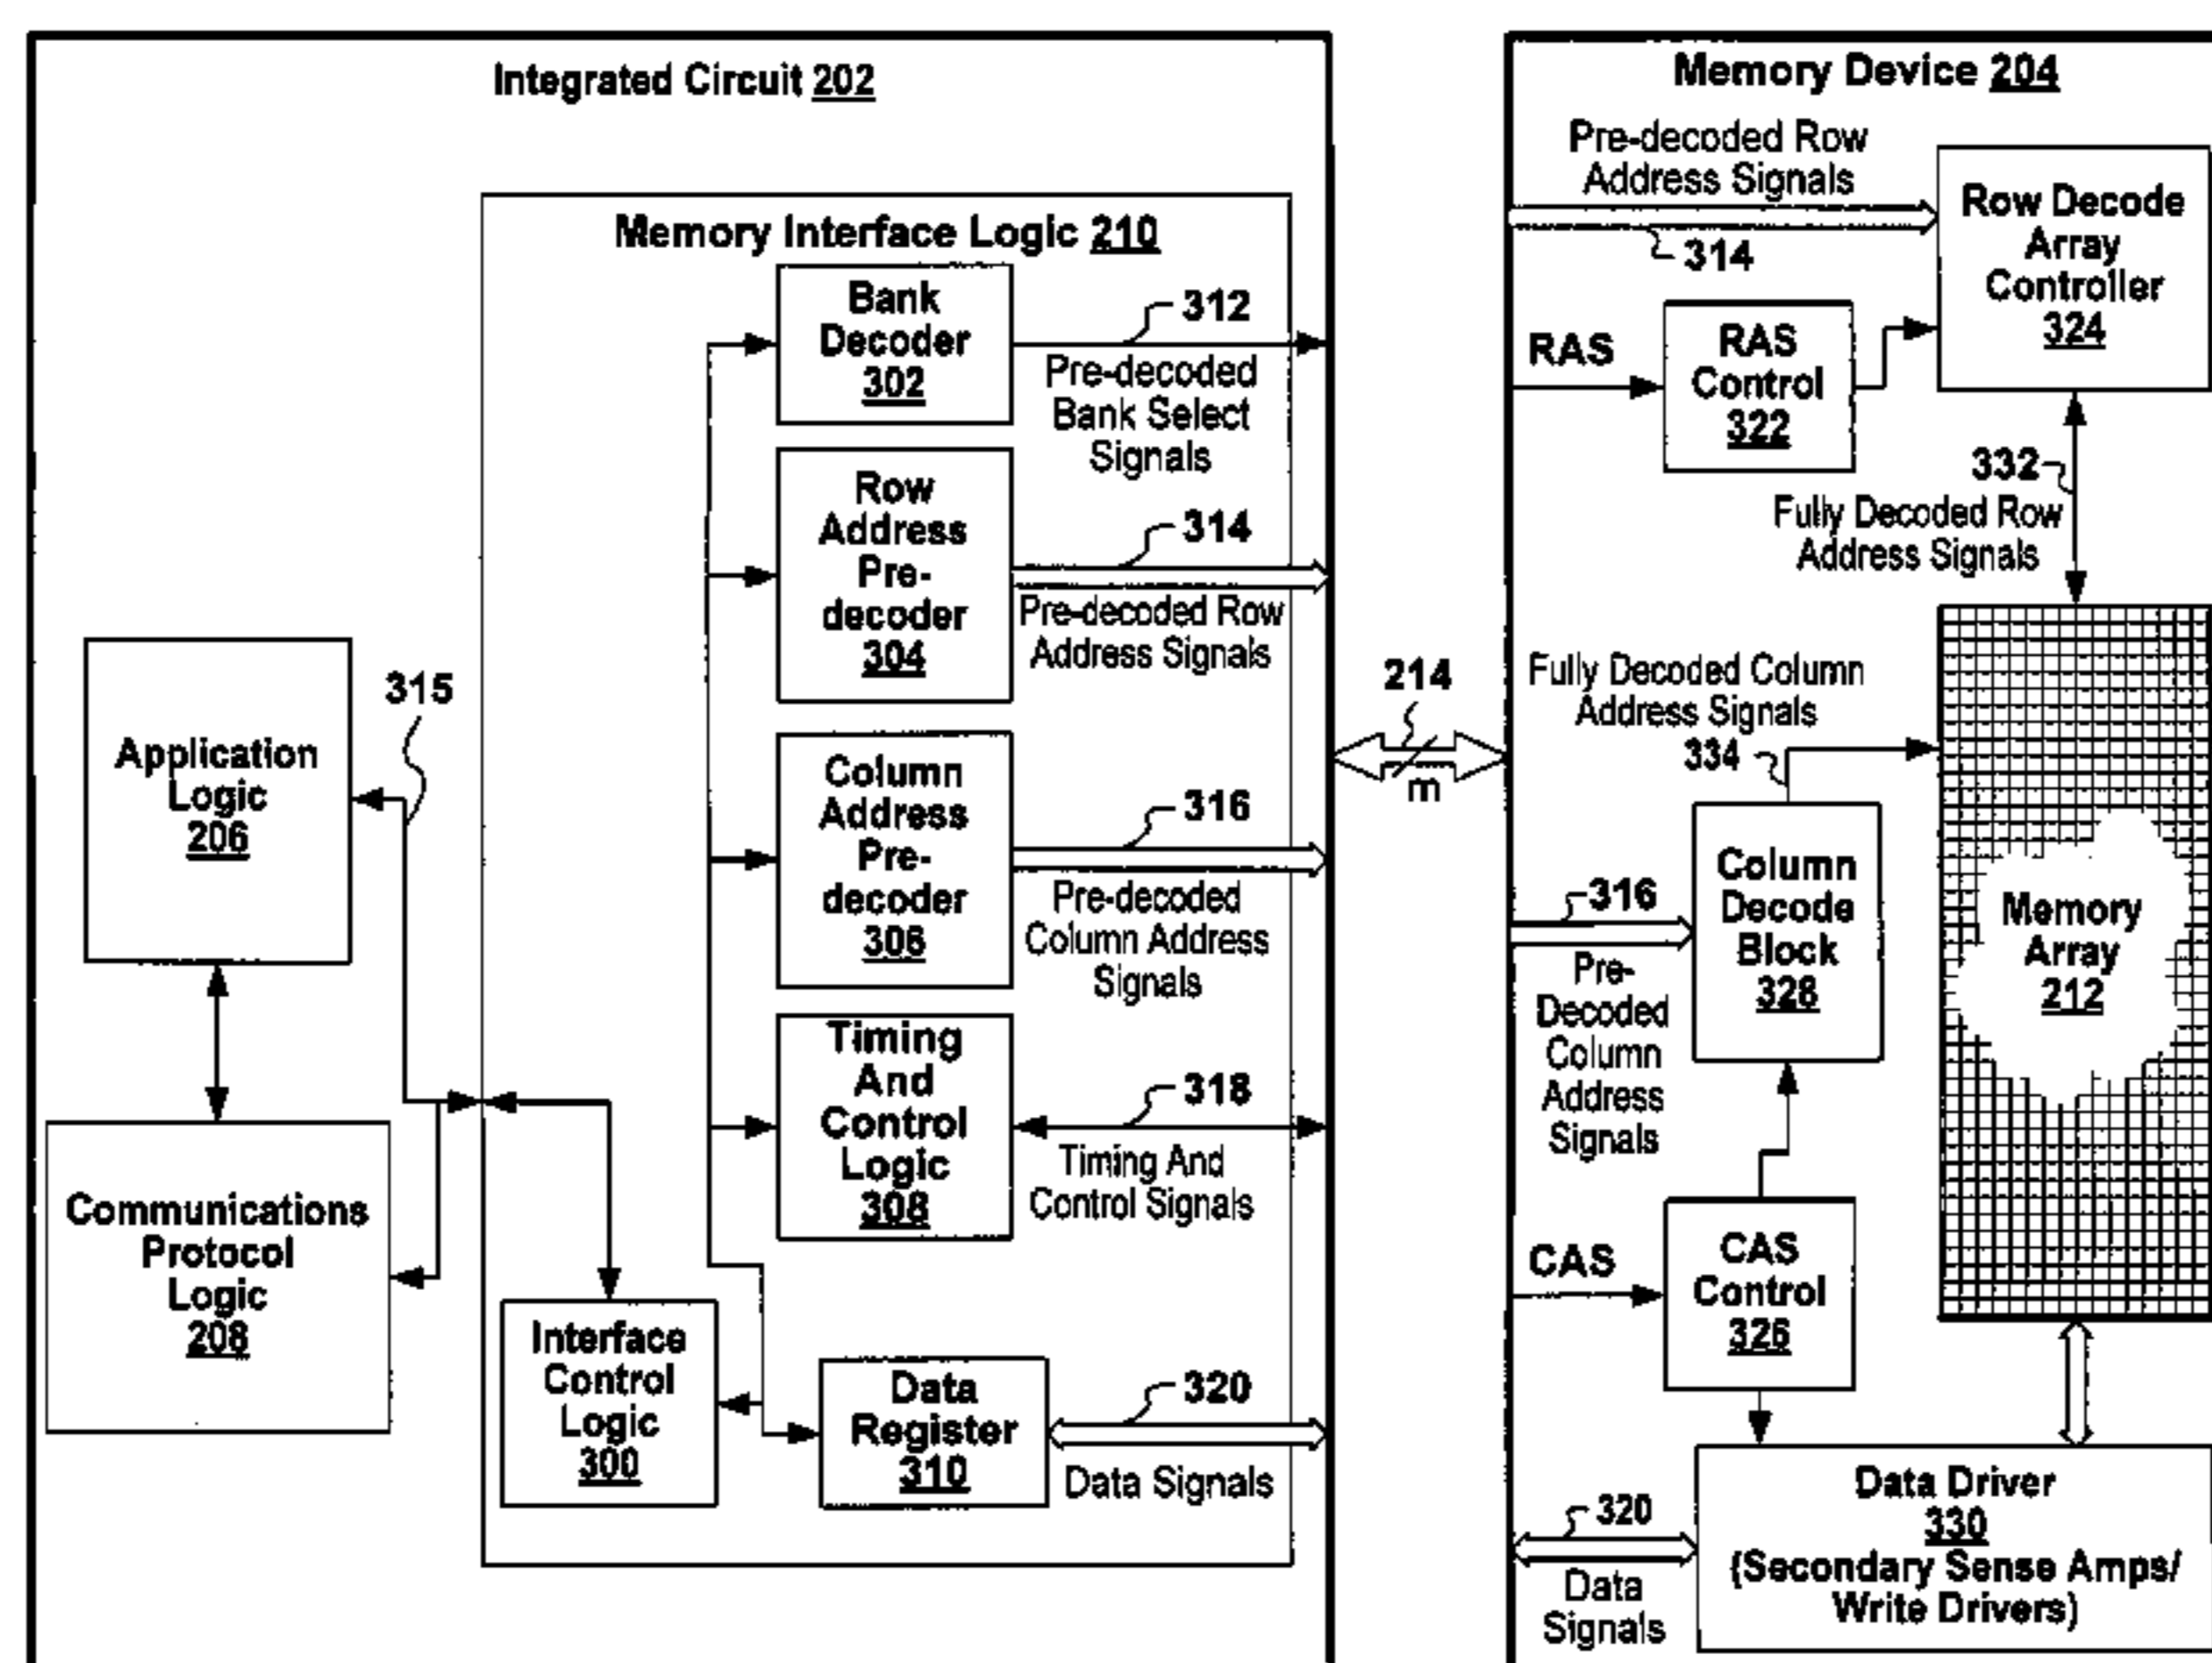 Integrated Circuit 202
Memory Interface Logic 210
Bank
Decoder
302
312
Pre-decoded
Bank Select
Signals
Row
Address
Pre-
decoder
304
314
Pre-decoded Row
Address Signals
Column
Address
Pre-
decoder
306
316
Pre-decoded
Column Address
Signals
Timing
And
Control
Logic
308
318
Timing And
Control Signals
Interface
Control
Logic
300
Data
Register
310
320
Data Signals
Application
Logic
206
315
Communications
Protocol
Logic
208
214
m
Memory Device 204
Pre-decoded Row
Address Signals
314
Row Decode
Array
Controller
324
RAS
RAS
Control
322
332
Fully Decoded Row
Address Signals
Fully Decoded Column
Address Signals
334
Column
Decode
Block
328
316
Pre-
Decoded
Column
Address
Signals
Memory
Array
212
CAS
CAS
Control
326
320
Data
Signals
Data Driver
330
(Secondary Sense Amps/
Write Drivers)